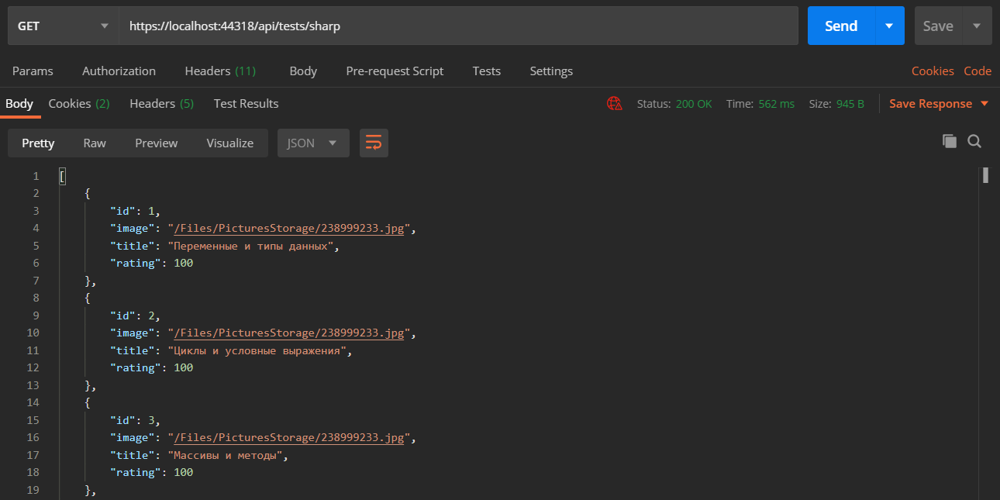 GET https://localhost:44318/api/tests/sharp Send Save
Params Authorization Headers (11) Body Pre-request Script Tests Settings Cookies Code
Body Cookies (2) Headers (5) Test Results Status: 200 OK Time: 562 ms Size: 945 B Save Response
Pretty Raw Preview Visualize JSON
1 [
2 {
3 "id": 1,
4 "image": "/Files/PicturesStorage/238999233.jpg",
5 "title": "Переменные и типы данных",
6 "rating": 100
7 },
8 {
9 "id": 2,
10 "image": "/Files/PicturesStorage/238999233.jpg",
11 "title": "Циклы и условные выражения",
12 "rating": 100
13 },
14 {
15 "id": 3,
16 "image": "/Files/PicturesStorage/238999233.jpg",
17 "title": "Массивы и методы",
18 "rating": 100
19 },